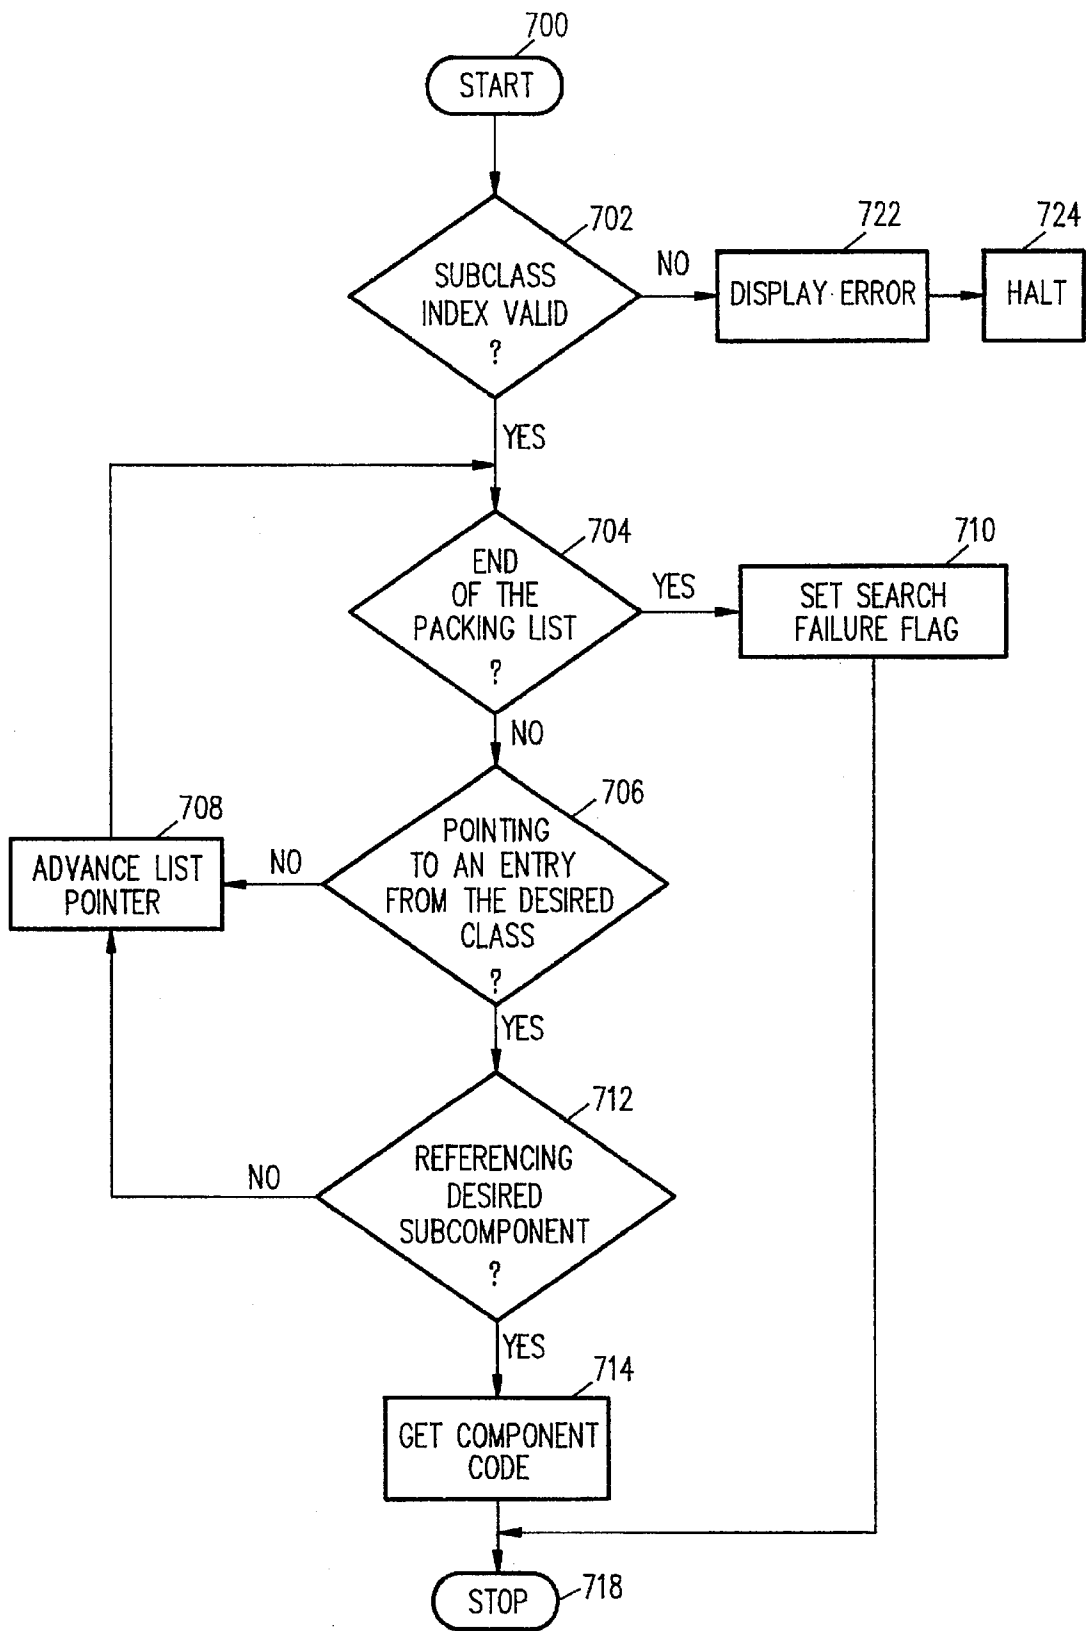 700
START
702
SUBCLASS
INDEX VALID
?
NO
722
DISPLAY ERROR
724
HALT
YES
704
END
OF THE
PACKING LIST
?
YES
710
SET SEARCH
FAILURE FLAG
NO
706
POINTING
TO AN ENTRY
FROM THE DESIRED
CLASS
?
NO
708
ADVANCE LIST
POINTER
YES
712
REFERENCING
DESIRED
SUBCOMPONENT
?
NO
YES
714
GET COMPONENT
CODE
STOP
718